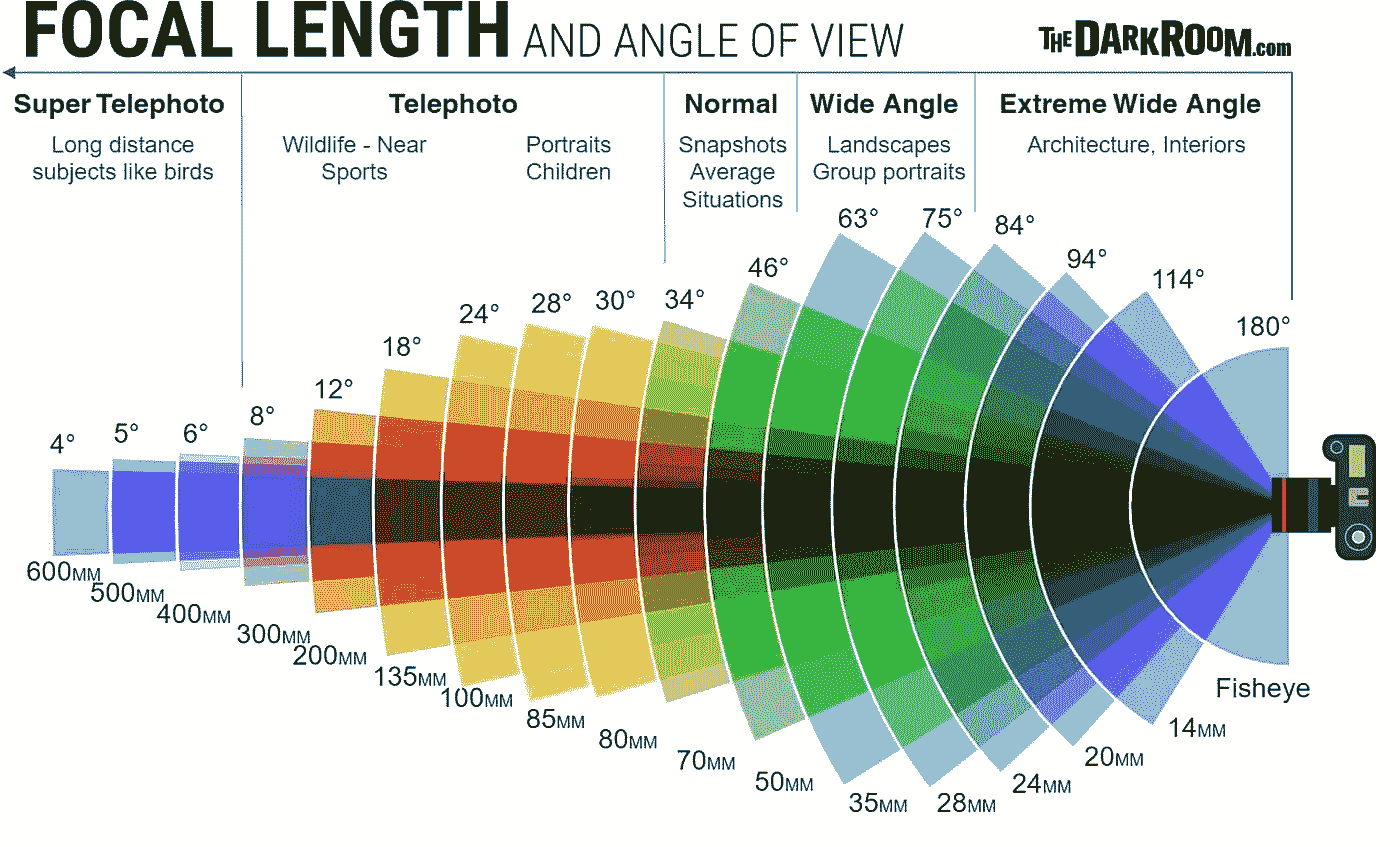 FOCAL LENGTH AND ANGLE OF VIEW
THE DARKROOM.com
Super Telephoto
Long distance
subjects like birds
Telephoto
Wildlife - Near
Sports
Portraits
Children
Normal
Snapshots
Average
Situations
Wide Angle
Landscapes
Group portraits
Extreme Wide Angle
Architecture, Interiors
4°
5°
6°
8°
12°
18°
24°
28°
30°
34°
46°
63°
75°
84°
94°
114°
180°
600MM
500MM
400MM
300MM
200MM
135MM
100MM
85MM
80MM
70MM
50MM
35MM
28MM
24MM
20MM
14MM
Fisheye